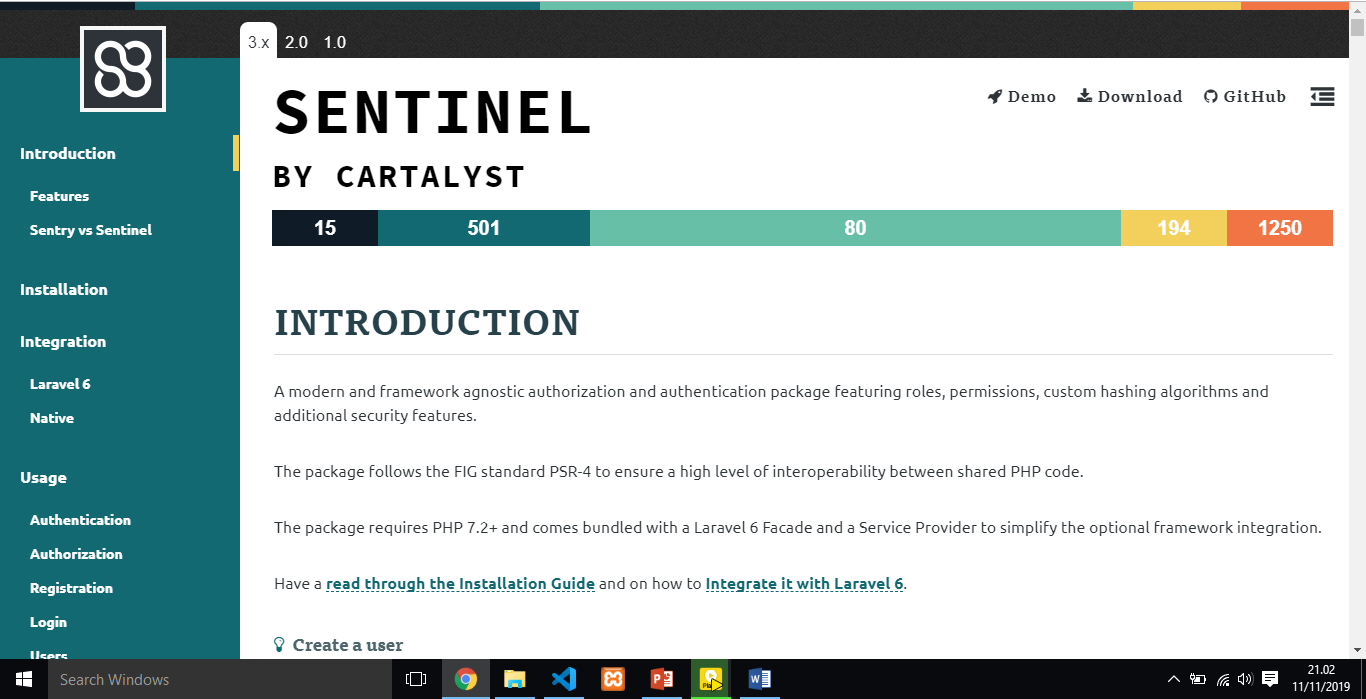 3.x 2.0 1.0
SENTINEL
BY CARTALYST
Demo Download GitHub
15 501 80 194 1250
Introduction
Features
Sentry vs Sentinel
Installation
Integration
Laravel 6
Native
Usage
Authentication
Authorization
Registration
Login
Users
INTRODUCTION
A modern and framework agnostic authorization and authentication package featuring roles, permissions, custom hashing algorithms and
additional security features.
The package follows the FIG standard PSR-4 to ensure a high level of interoperability between shared PHP code.
The package requires PHP 7.2+ and comes bundled with a Laravel 6 Facade and a Service Provider to simplify the optional framework integration.
Have a read through the Installation Guide and on how to Integrate it with Laravel 6.
Create a user
Search Windows
21.02
11/11/2019